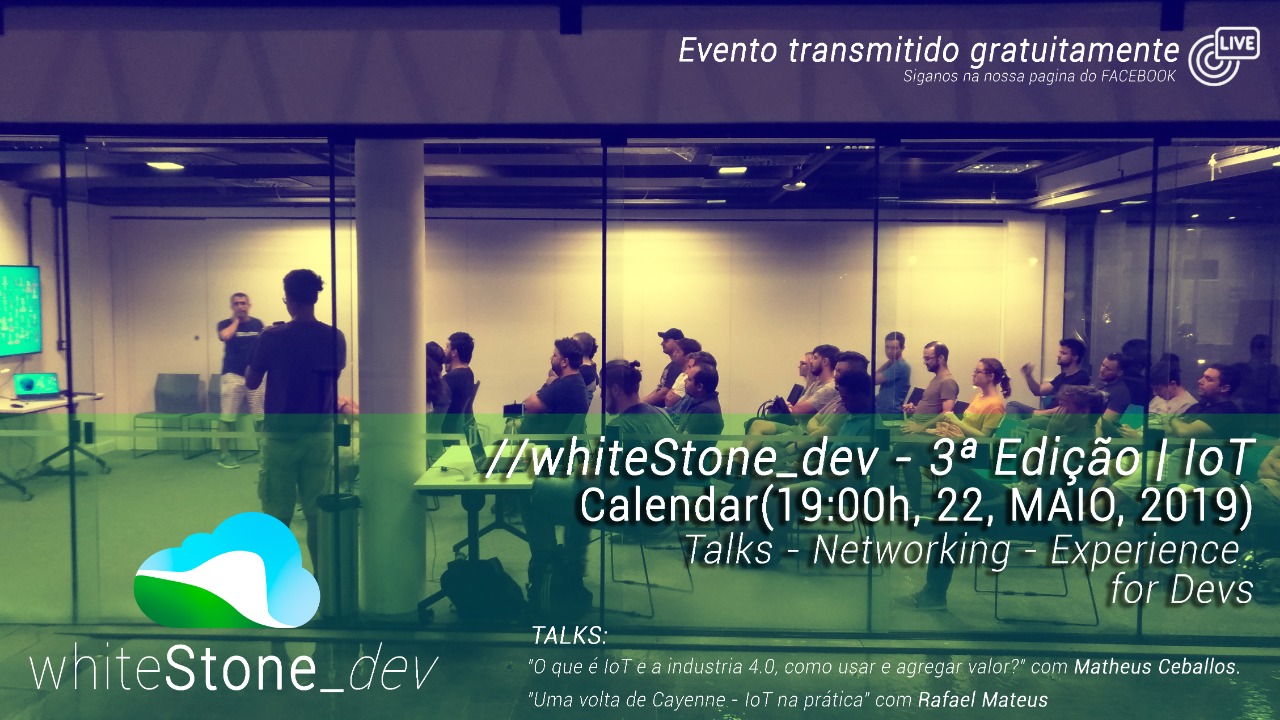 Evento transmitido gratuitamente
LIVE
Siganos na nossa pagina do FACEBOOK
//whiteStone_dev - 3ª Edição | IoT
Calendar(19:00h, 22, MAIO, 2019)
Talks - Networking - Experience
for Devs
whiteStone_dev
TALKS:
"O que é IoT e a industria 4.0, como usar e agregar valor?" com Matheus Ceballos.
"Uma volta de Cayenne - IoT na prática" com Rafael Mateus